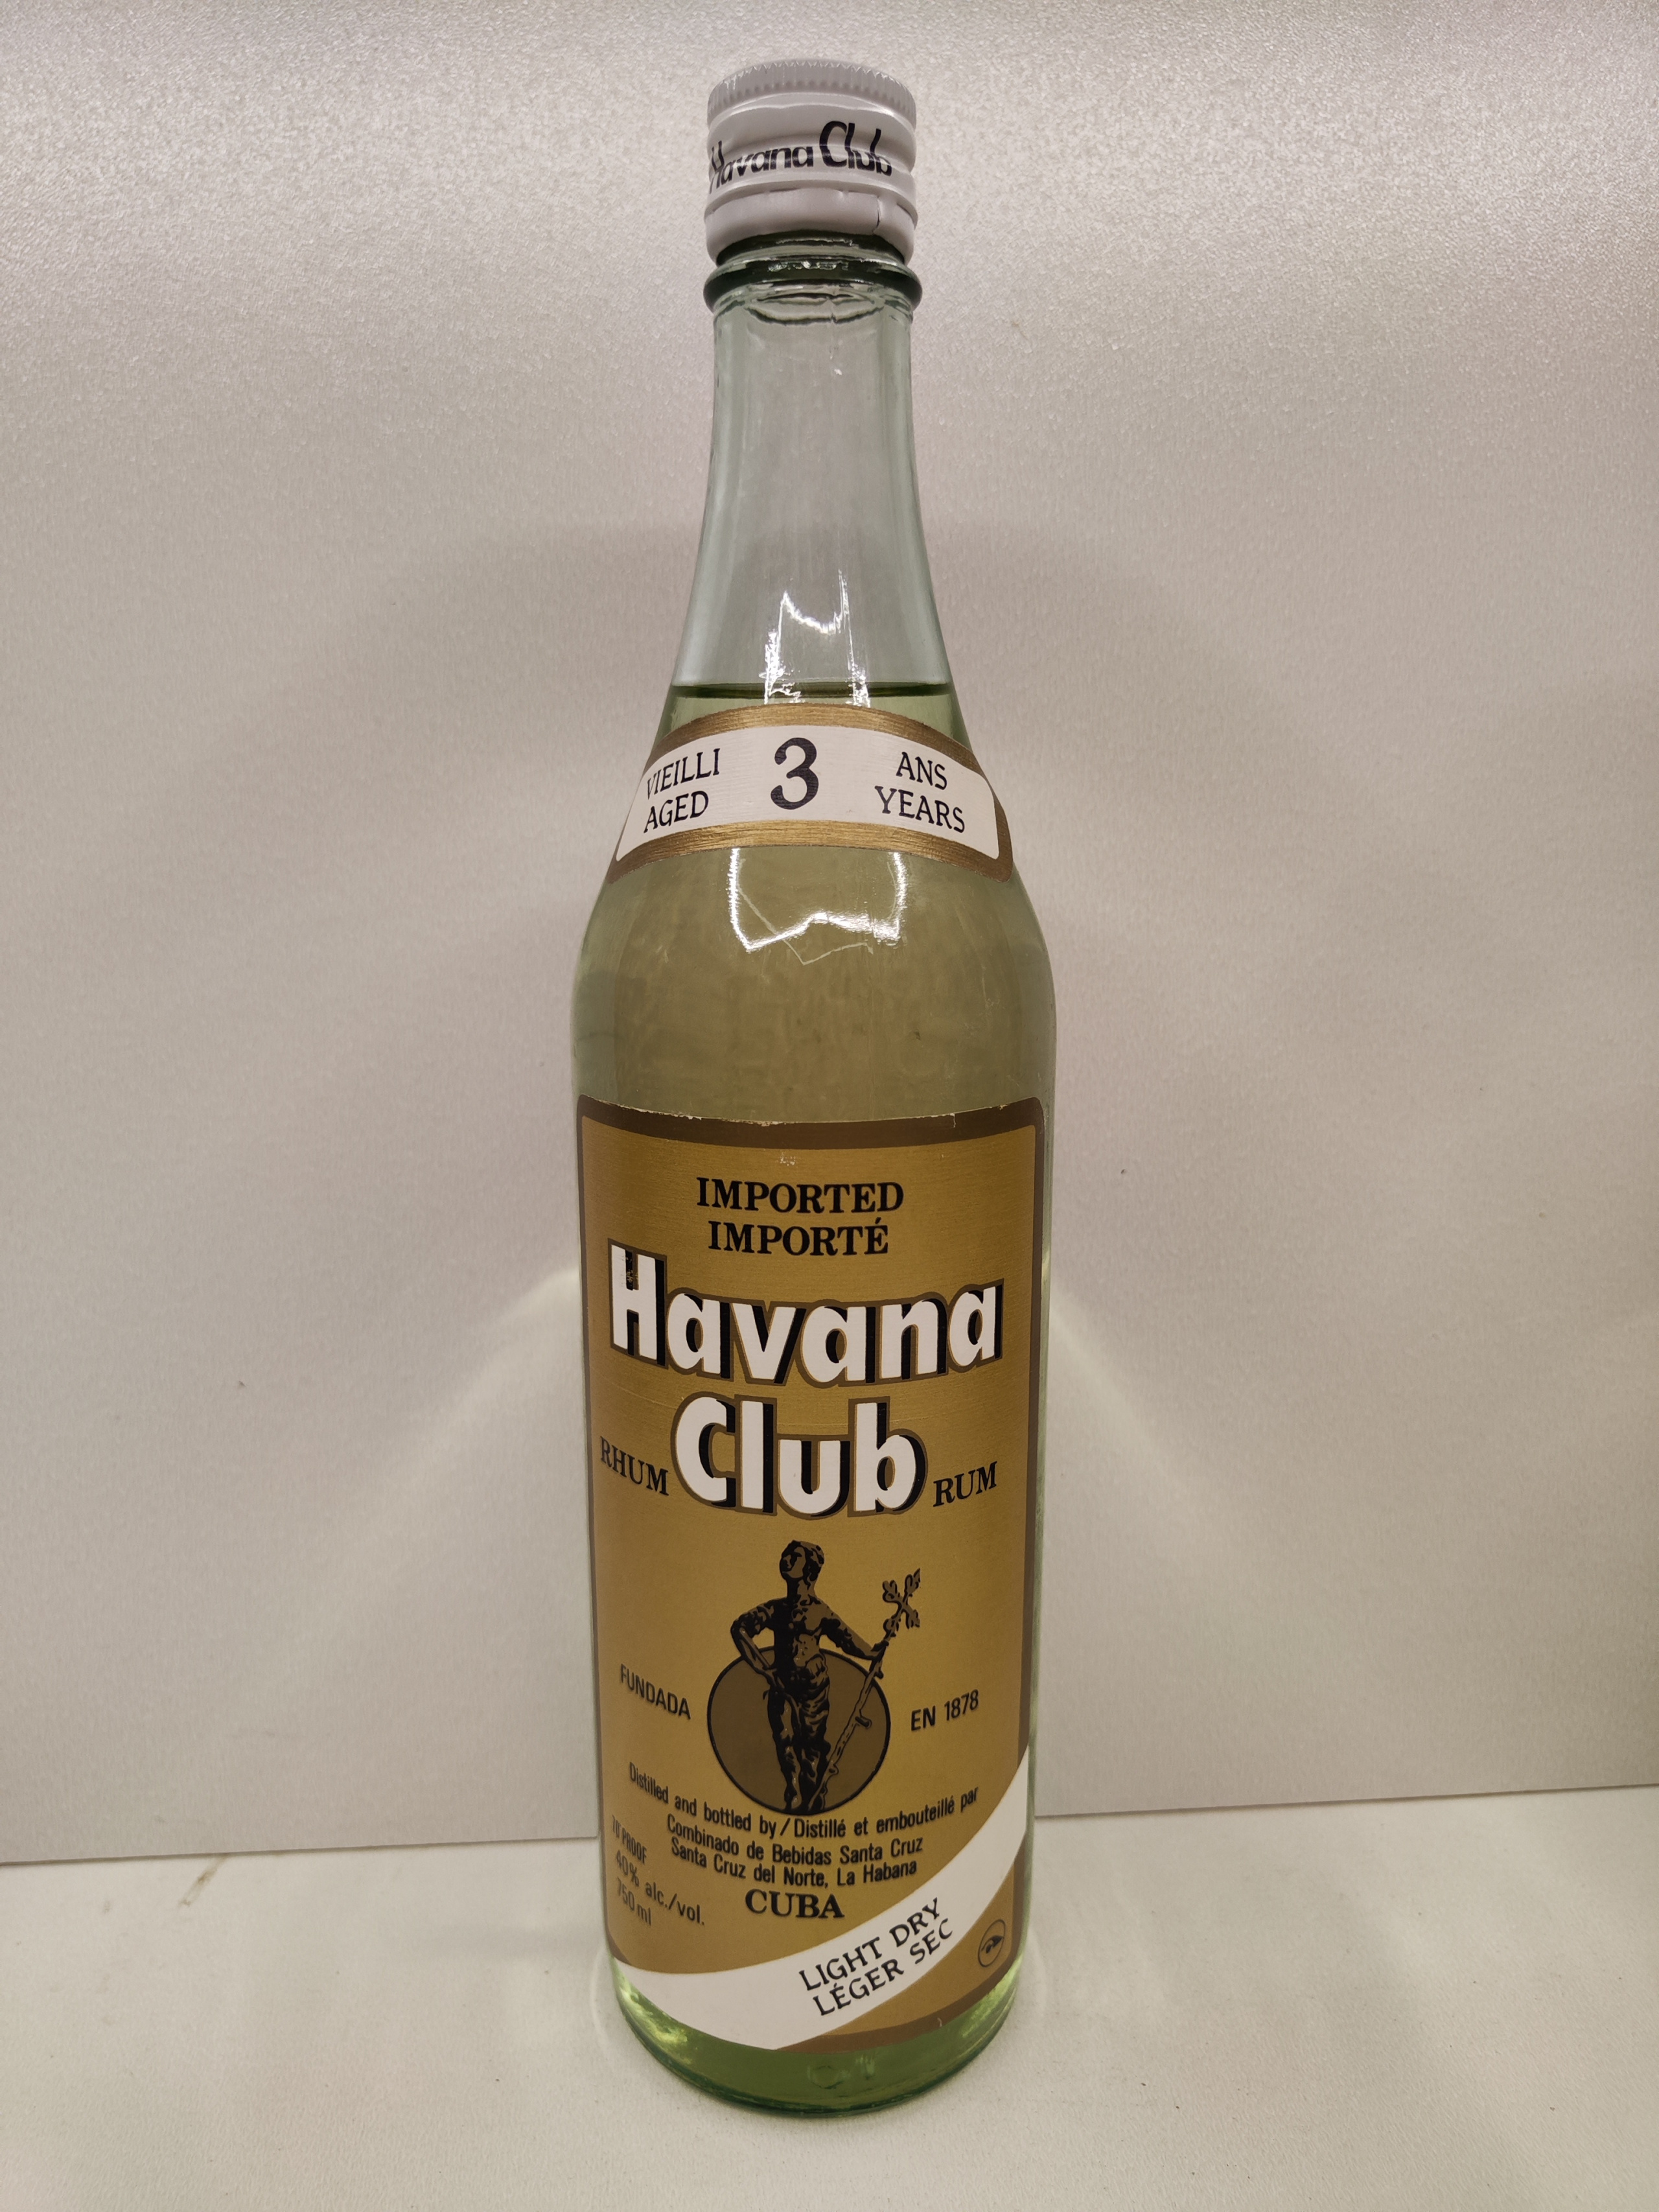 Havana Club
VIEILLI 3 ANS
AGED YEARS
IMPORTED
IMPORTÉ
Havana
Club
RHUM RUM
FUNDADA EN 1878
Distilled and bottled by / Distillé et embouteillé par
Combinado de Bebidas Santa Cruz
Santa Cruz del Norte, La Habana
CUBA
70 PROOF
40% alc./vol.
750 ml
LIGHT DRY
LÉGER SEC